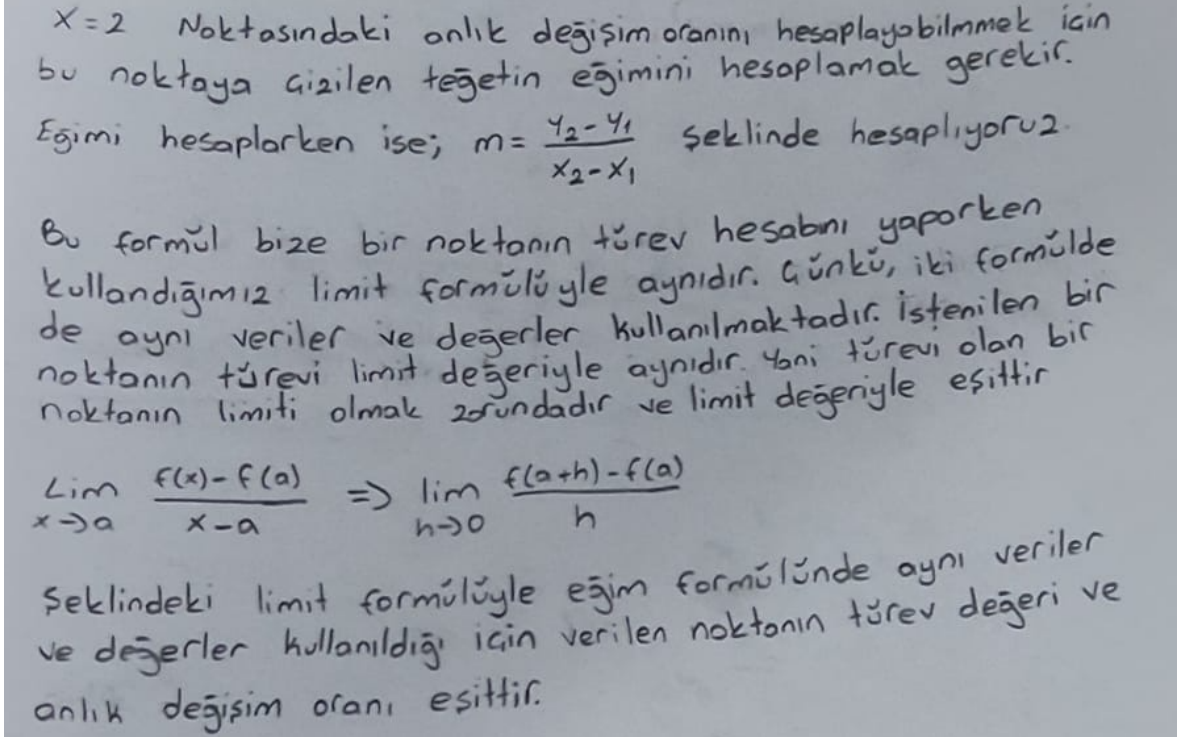 x=2 Noktasındaki anlık değişim oranını hesaplayabilmmek için
bu noktaya çizilen teğetin eğimini hesaplamak gerekir.
Eğimi hesaplarken ise; m = (y₂-y₁)/(x₂-x₁) şeklinde hesaplıyoruz.
Bu formül bize bir noktanın türev hesabını yaparken
kullandığımız limit formülüyle aynıdır. Çünkü, iki formülde
de aynı veriler ve değerler kullanılmaktadır. İstenilen bir
noktanın türevi limit değeriyle aynıdır. Yani türevi olan bir
noktanın limiti olmak zorundadır ve limit değeriyle eşittir
Lim x→a (f(x)-f(a))/(x-a) => lim h→0 (f(a+h)-f(a))/h
Şeklindeki limit formülüyle eğim formülünde aynı veriler
ve değerler kullanıldığı için verilen noktanın türev değeri ve
anlık değişim oranı eşittir.